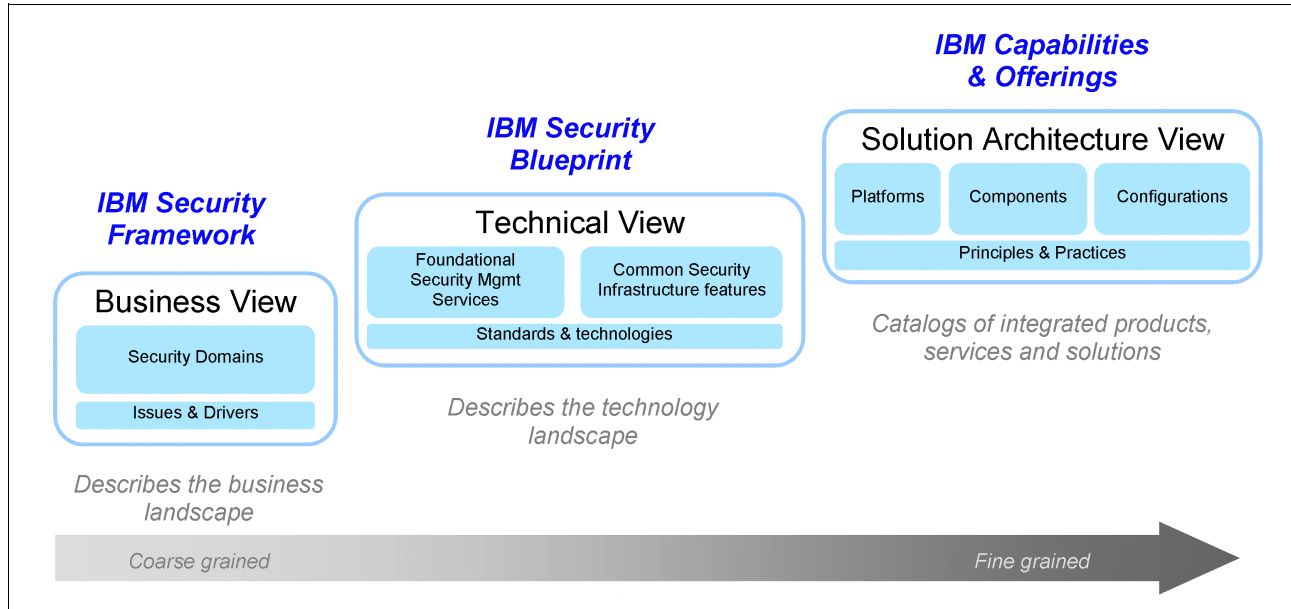 IBM Capabilities
& Offerings
Solution Architecture View
Platforms
Components
Configurations
Principles & Practices
Catalogs of integrated products,
services and solutions
IBM Security
Blueprint
Technical View
Foundational
Security Mgmt
Services
Common Security
Infrastructure features
Standards & technologies
Describes the technology
landscape
IBM Security
Framework
Business View
Security Domains
Issues & Drivers
Describes the business
landscape
Coarse grained
Fine grained